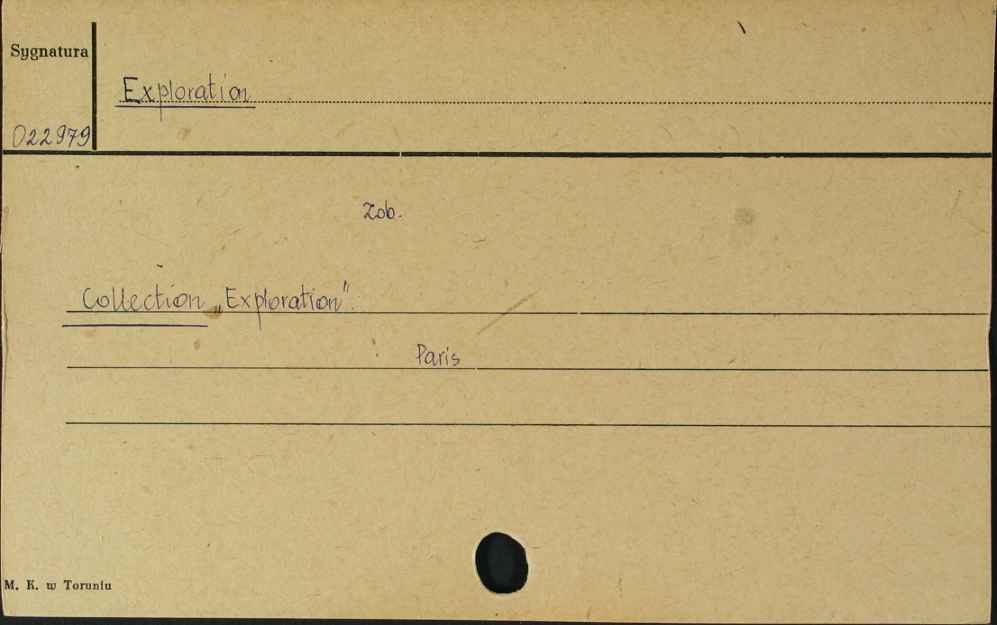 Sygnatura
Exploration
022979
Zob.
Collection „Exploration”.
Paris
M. K. w Toruniu